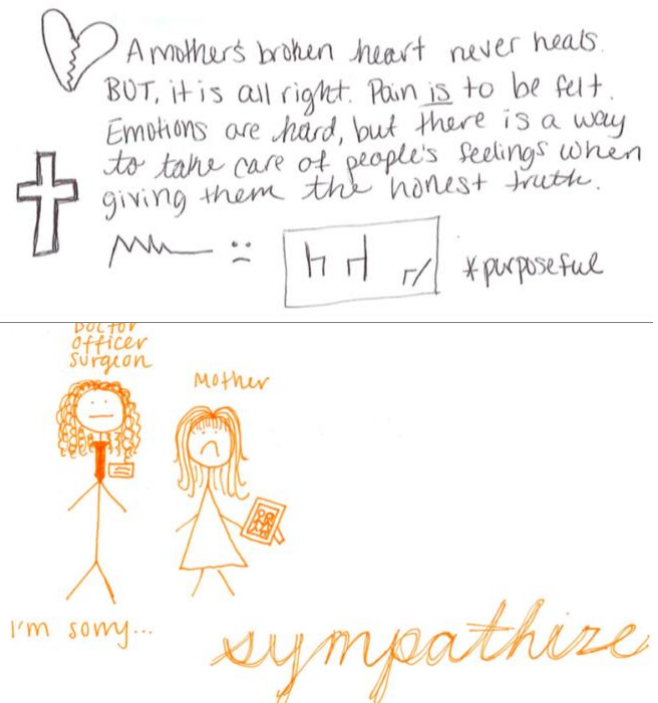 A mother's broken heart never heals.
BUT, it is all right. Pain is to be felt.
Emotions are hard, but there is a way
to take care of people's feelings when
giving them the honest truth.
*purposeful
Doctor
officer
surgeon
Mother
I'm sorry...
sympathize